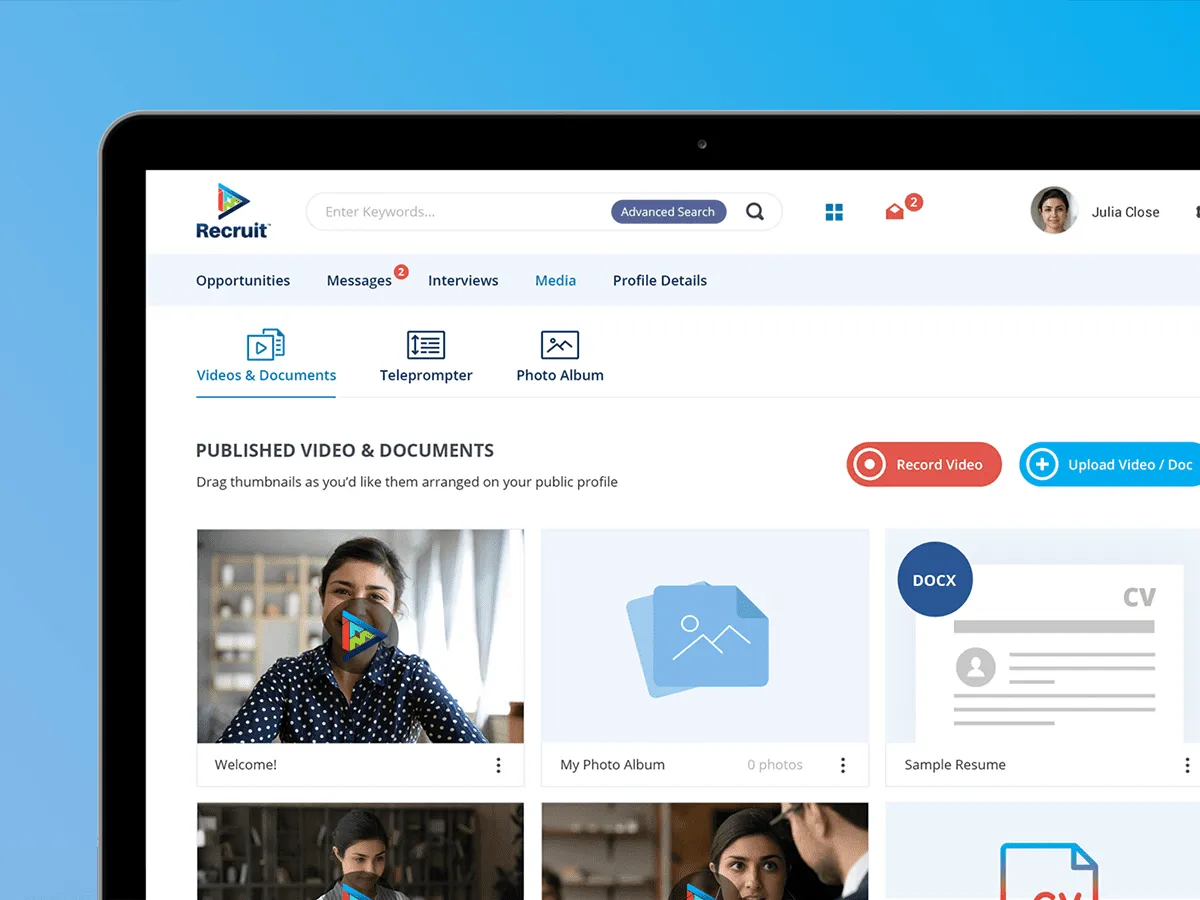 Recruit™
Enter Keywords...
Advanced Search
2
Julia Close
Opportunities
Messages 2
Interviews
Media
Profile Details
Videos & Documents
Teleprompter
Photo Album
PUBLISHED VIDEO & DOCUMENTS
Drag thumbnails as you’d like them arranged on your public profile
Record Video
Upload Video / Doc
DOCX
CV
Welcome!
My Photo Album
0 photos
Sample Resume
CV